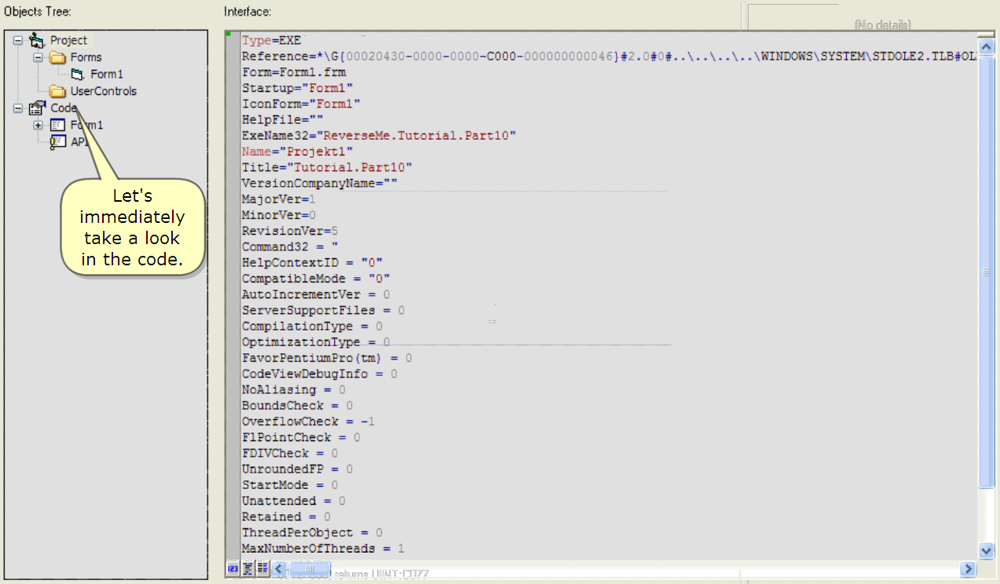 Objects Tree:
Interface:
(No details)
Project
Forms
Form1
UserControls
Code
Form1
Let's
immediately
take a look
in the code.
Type=EXE
Reference=*\G{00020430-0000-0000-C000-000000000046}#2.0#0#..\..\..\..\WINDOWS\SYSTEM\STDOLE2.TLB#OL
Form=Form1.frm
Startup="Form1"
IconForm="Form1"
HelpFile=""
ExeName32="ReverseMe.Tutorial.Part10"
Name="Projekt1"
Title="Tutorial.Part10"
VersionCompanyName=""
MajorVer=1
MinorVer=0
RevisionVer=5
Command32 = "
HelpContextID = "0"
CompatibleMode = "0"
AutoIncrementVer = 0
ServerSupportFiles = 0
CompilationType = 0
OptimizationType = 0
FavorPentiumPro(tm) = 0
CodeViewDebugInfo = 0
NoAliasing = 0
BoundsCheck = 0
OverflowCheck = -1
FlPointCheck = 0
FDIVCheck = 0
UnroundedFP = 0
StartMode = 0
Unattended = 0
Retained = 0
ThreadPerObject = 0
MaxNumberOfThreads = 1
123